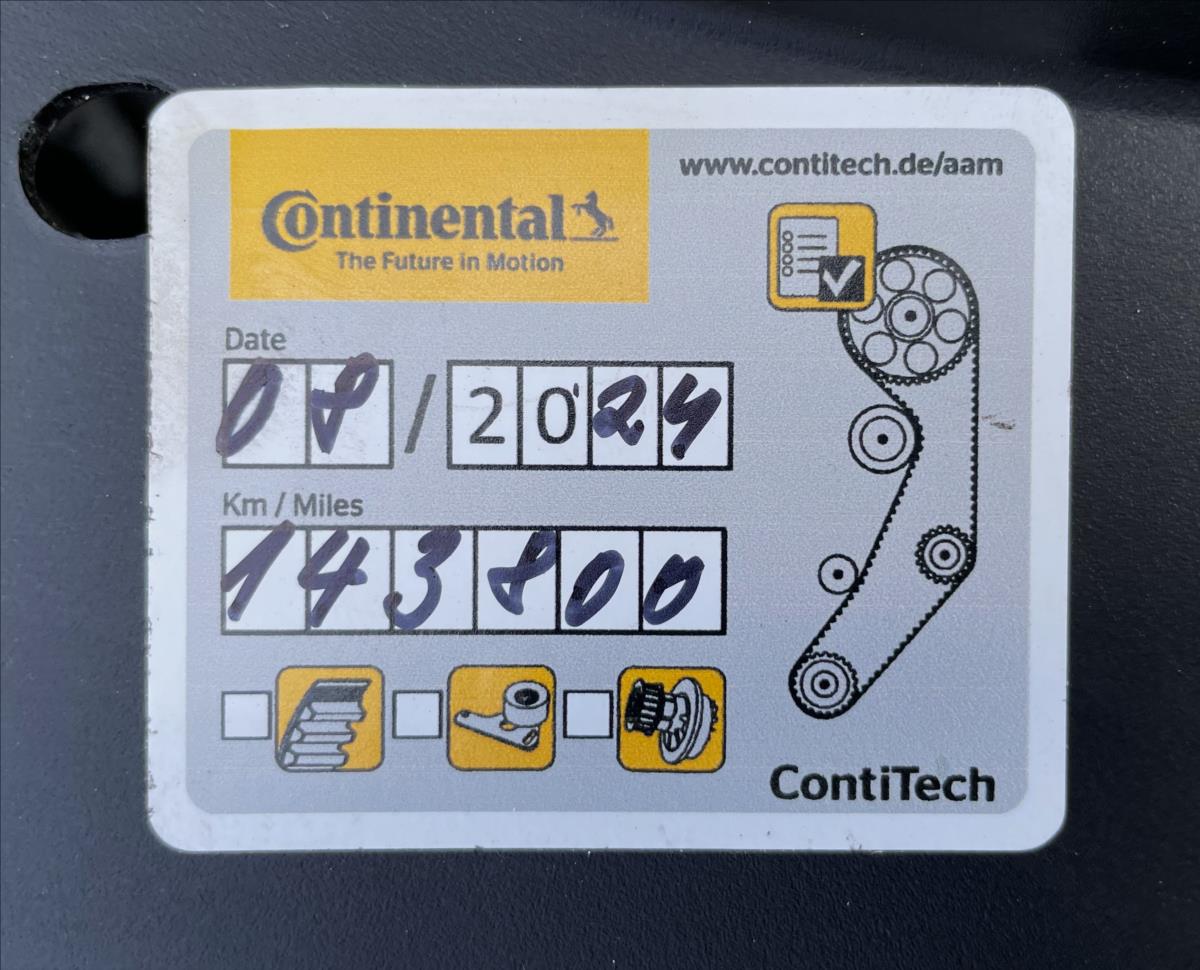 www.contitech.de/aam
Continental
The Future in Motion
Date
08 / 2024
Km / Miles
143800
ContiTech